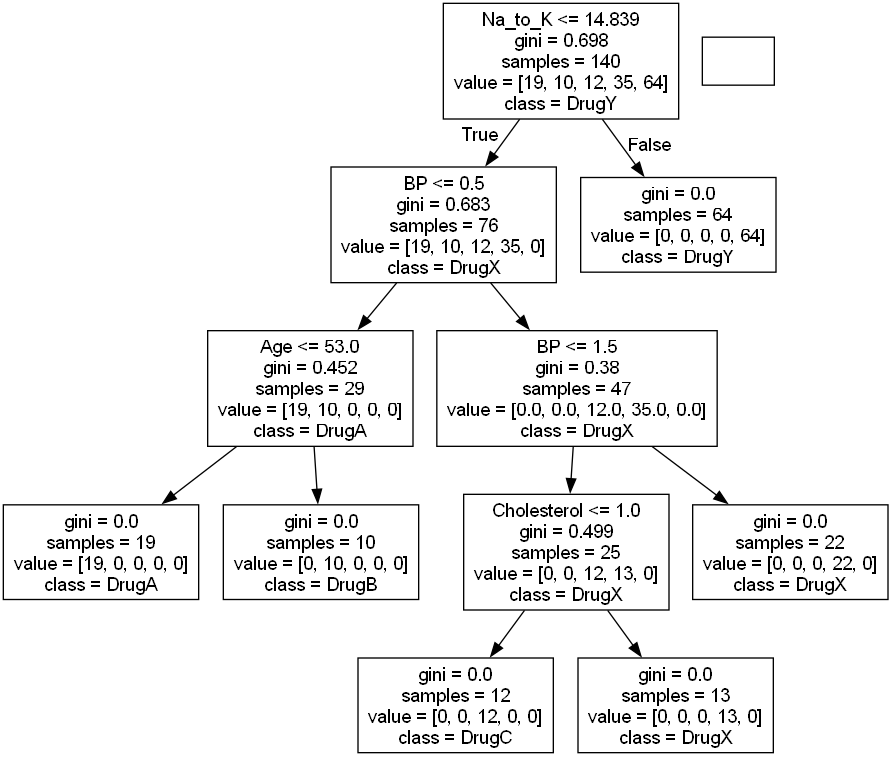 Na_to_K <= 14.839
gini = 0.698
samples = 140
value = [19, 10, 12, 35, 64]
class = DrugY
True
False
BP <= 0.5
gini = 0.683
samples = 76
value = [19, 10, 12, 35, 0]
class = DrugX
gini = 0.0
samples = 64
value = [0, 0, 0, 0, 64]
class = DrugY
Age <= 53.0
gini = 0.452
samples = 29
value = [19, 10, 0, 0, 0]
class = DrugA
BP <= 1.5
gini = 0.38
samples = 47
value = [0.0, 0.0, 12.0, 35.0, 0.0]
class = DrugX
gini = 0.0
samples = 19
value = [19, 0, 0, 0, 0]
class = DrugA
gini = 0.0
samples = 10
value = [0, 10, 0, 0, 0]
class = DrugB
Cholesterol <= 1.0
gini = 0.499
samples = 25
value = [0, 0, 12, 13, 0]
class = DrugX
gini = 0.0
samples = 22
value = [0, 0, 0, 22, 0]
class = DrugX
gini = 0.0
samples = 12
value = [0, 0, 12, 0, 0]
class = DrugC
gini = 0.0
samples = 13
value = [0, 0, 0, 13, 0]
class = DrugX